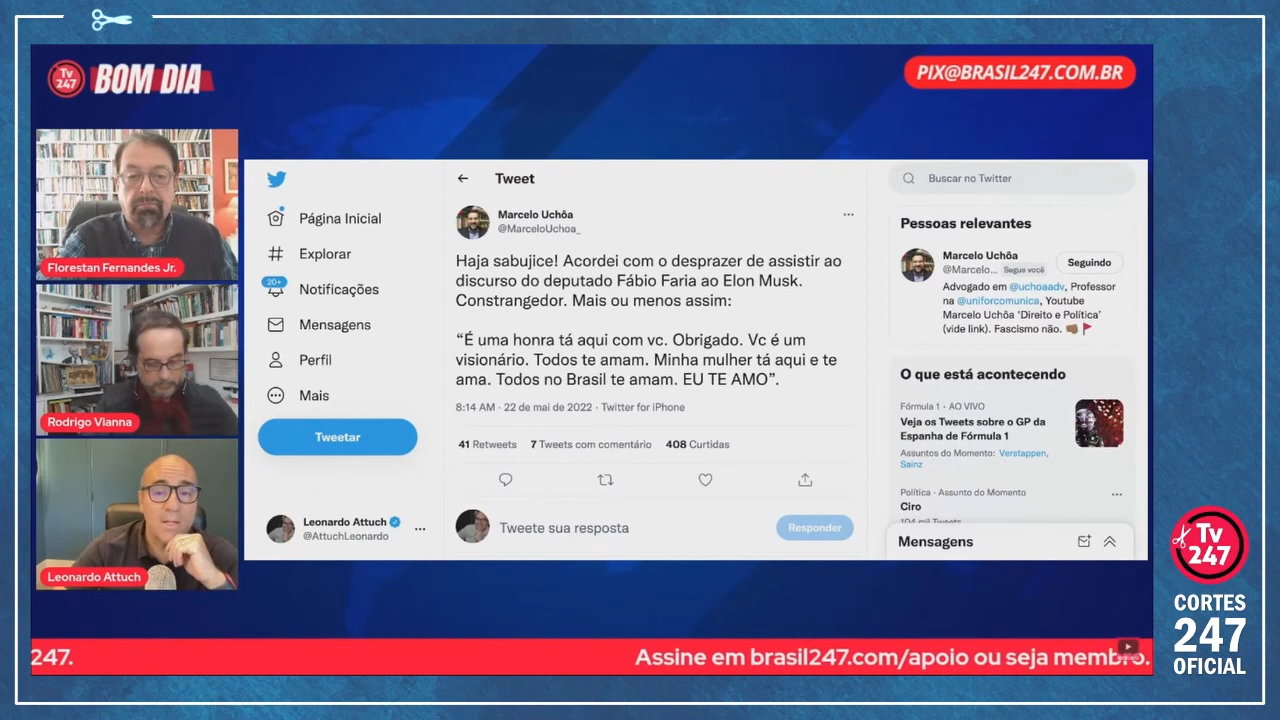 Tv
247
BOM DIA
PIX@BRASIL247.COM.BR
Florestan Fernandes Jr.
Rodrigo Vianna
Leonardo Attuch
Página Inicial
Explorar
20+
Notificações
Mensagens
Perfil
Mais
Tweetar
Leonardo Attuch
@AttuchLeonardo
Tweet
Marcelo Uchôa
@MarceloUchoa_
Haja sabujice! Acordei com o desprazer de assistir ao
discurso do deputado Fábio Faria ao Elon Musk.
Constrangedor. Mais ou menos assim:
“É uma honra tá aqui com vc. Obrigado. Vc é um
visionário. Todos te amam. Minha mulher tá aqui e te
ama. Todos no Brasil te amam. EU TE AMO”.
8:14 AM · 22 de mai de 2022 · Twitter for iPhone
41 Retweets 7 Tweets com comentário 408 Curtidas
Tweete sua resposta
Responder
Buscar no Twitter
Pessoas relevantes
Marcelo Uchôa
@Marcelo... Segue você
Seguindo
Advogado em @uchoaadv, Professor
na @uniforcomunica, Youtube
Marcelo Uchôa ‘Direito e Política’
(vide link). Fascismo não.
O que está acontecendo
Fórmula 1 · AO VIVO
Veja os Tweets sobre o GP da
Espanha de Fórmula 1
Assuntos do Momento: Verstappen,
Sainz
Política · Assunto do Momento
Ciro
104 mil Tweets
Mensagens
247.
Assine em brasil247.com/apoio ou seja membro.
Tv
247
CORTES
247
OFICIAL